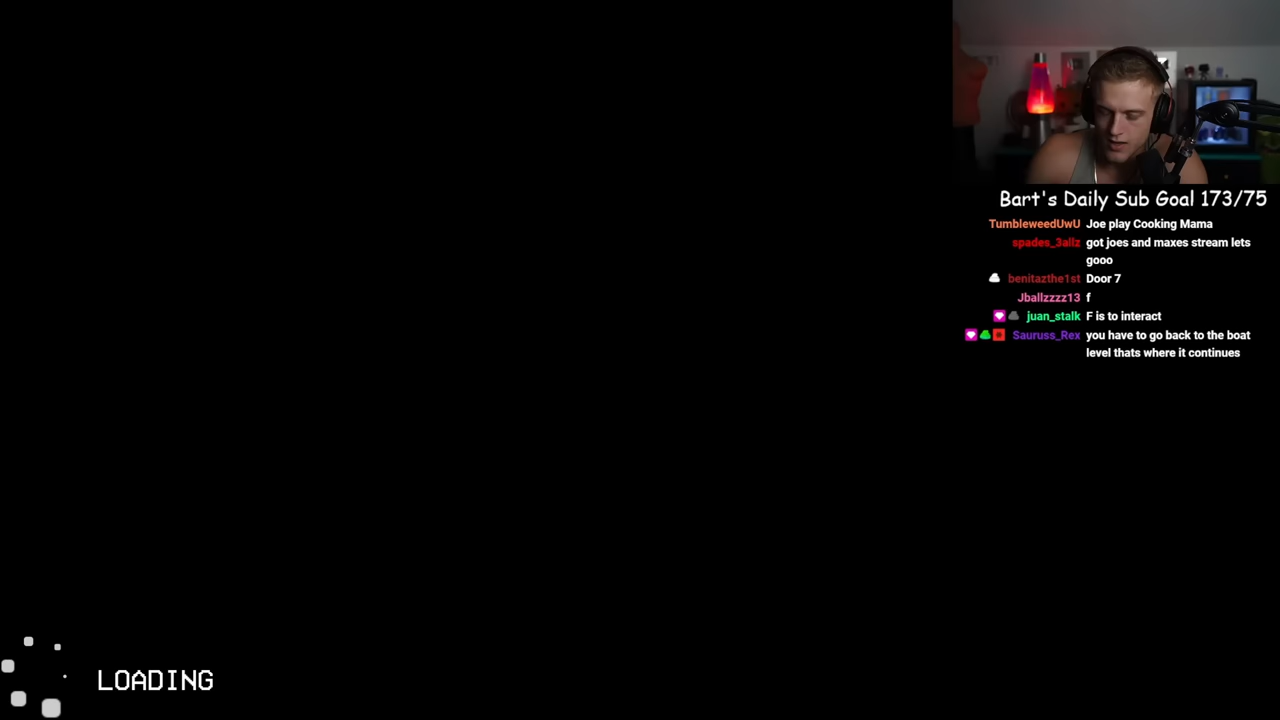 Bart's Daily Sub Goal 173/75
TumbleweedUwU Joe play Cooking Mama
spades_3allz got joes and maxes stream lets
gooo
benitazthe1st Door 7
Jballzzzz13 f
juan_stalk F is to interact
Sauruss_Rex you have to go back to the boat
level thats where it continues
LOADING